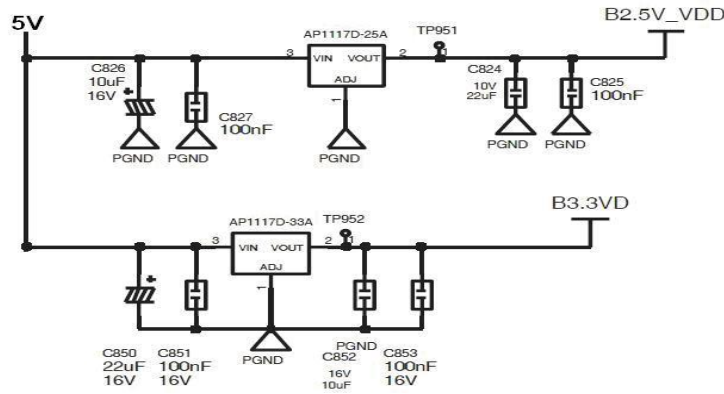 5V
AP1117D-25A
TP951
B2.5V_VDD
3
VIN VOUT
2
1
ADJ
1
C826
10uF
16V
C827
100nF
C824
10V
22uF
C825
100nF
PGND
PGND
PGND
PGND
PGND
B3.3VD
AP1117D-33A
TP952
3
VIN VOUT
2
1
ADJ
1
C850
22uF
16V
C851
100nF
16V
PGND
PGND
C852
16V
10uF
C853
100nF
16V